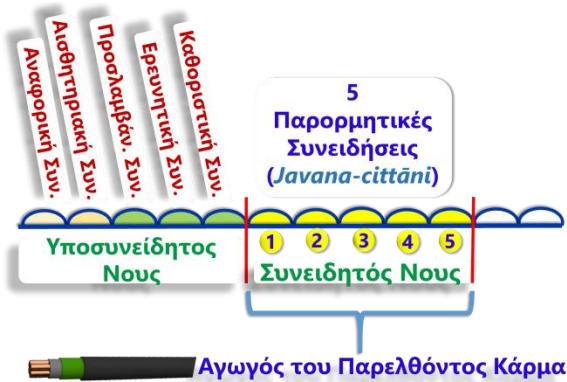 Αναφορική Συν.
Αισθητηριακή Συν.
Προσλαμβάν. Συν.
Ερευνητική Συν.
Καθοριστική Συν.
5
Παρορμητικές
Συνειδήσεις
(Javana-cittāni)
1 2 3 4 5
Υποσυνείδητος
Νους
Συνειδητός Νους
Αγωγός του Παρελθόντος Κάρμα